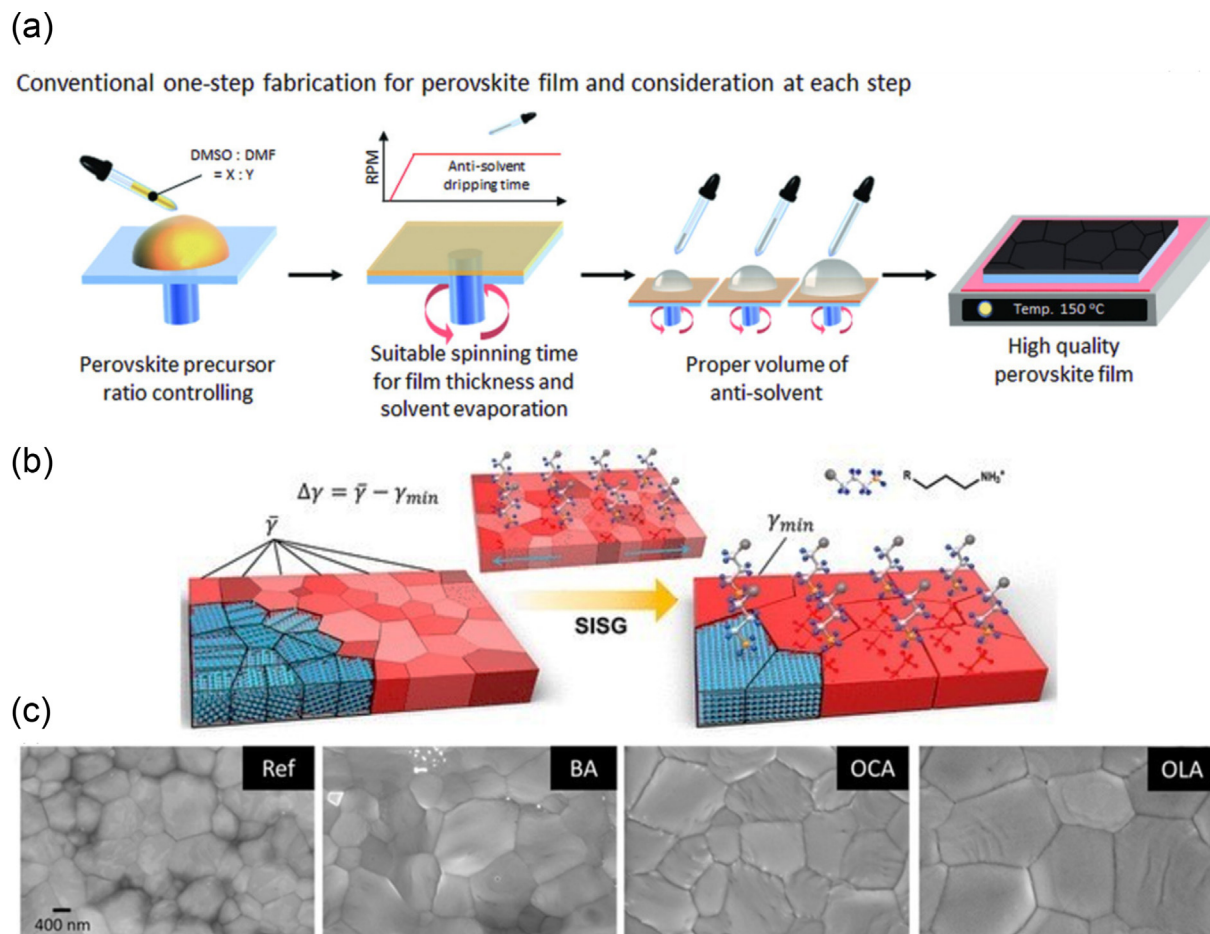 (a)
Conventional one-step fabrication for perovskite film and consideration at each step
DMSO : DMF
= X : Y
RPM
Anti-solvent
dripping time
Temp. 150 °C
Perovskite precursor
ratio controlling
Suitable spinning time
for film thickness and
solvent evaporation
Proper volume of
anti-solvent
High quality
perovskite film
(b)
Δγ = γ̄ − γmin
γ̄
SISG
R
NH₃⁺
γmin
(c)
Ref
400 nm
BA
OCA
OLA